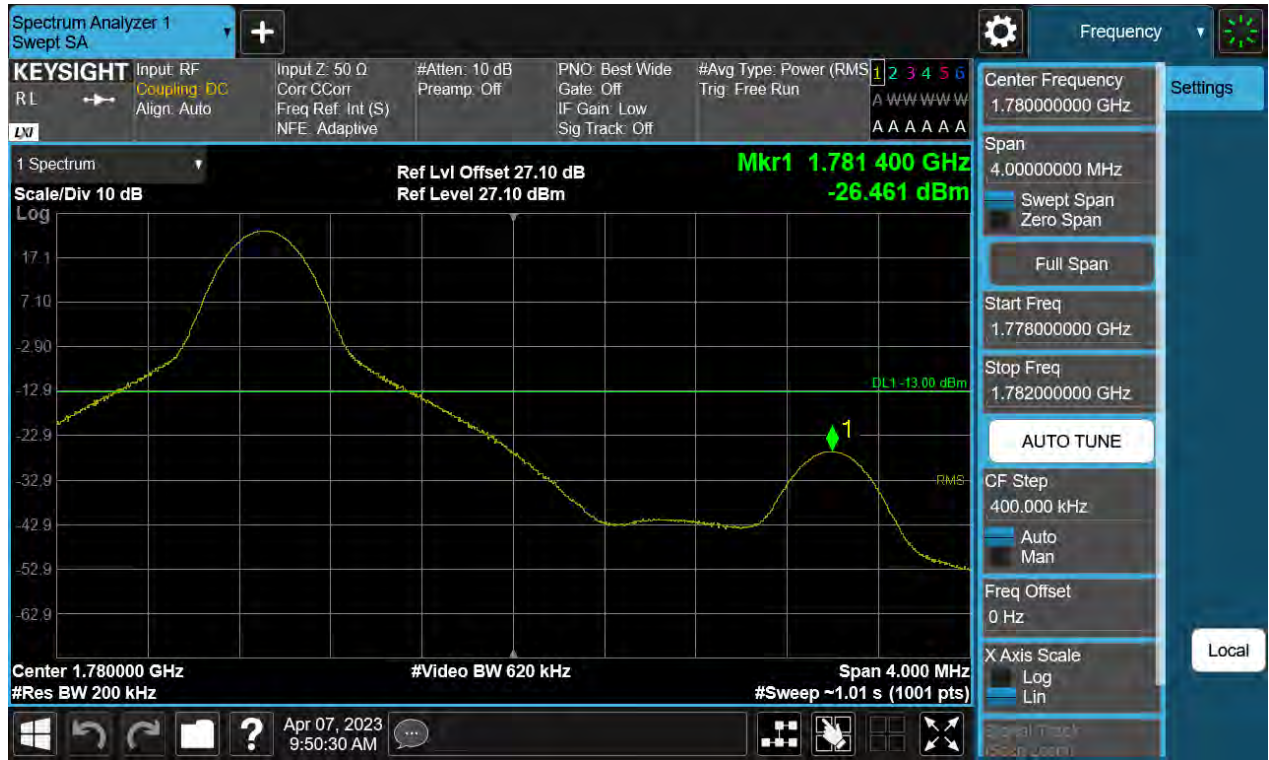 Spectrum Analyzer 1
Swept SA
Frequency
KEYSIGHT
RL
LXI
Input: RF
Coupling: DC
Align: Auto
Input Z: 50 Ω
Corr CCorr
Freq Ref: Int (S)
NFE: Adaptive
#Atten: 10 dB
Preamp: Off
PNO: Best Wide
Gate: Off
IF Gain: Low
Sig Track: Off
#Avg Type: Power (RMS
Trig: Free Run
1 2 3 4 5 6
A W W W W W
A A A A A A
1 Spectrum
Scale/Div 10 dB
Ref Lvl Offset 27.10 dB
Ref Level 27.10 dBm
Mkr1 1.781 400 GHz
-26.461 dBm
Log
17.1
7.10
-2.90
-12.9
-22.9
-32.9
-42.9
-52.9
-62.9
DL1 -13.00 dBm
1
RMS
Center 1.780000 GHz
#Video BW 620 kHz
Span 4.000 MHz
#Res BW 200 kHz
#Sweep ~1.01 s (1001 pts)
Apr 07, 2023
9:50:30 AM
Center Frequency
1.780000000 GHz
Span
4.00000000 MHz
Swept Span
Zero Span
Full Span
Start Freq
1.778000000 GHz
Stop Freq
1.782000000 GHz
AUTO TUNE
CF Step
400.000 kHz
Auto
Man
Freq Offset
0 Hz
X Axis Scale
Log
Lin
Signal Track
(Span Zoom)
Settings
Local